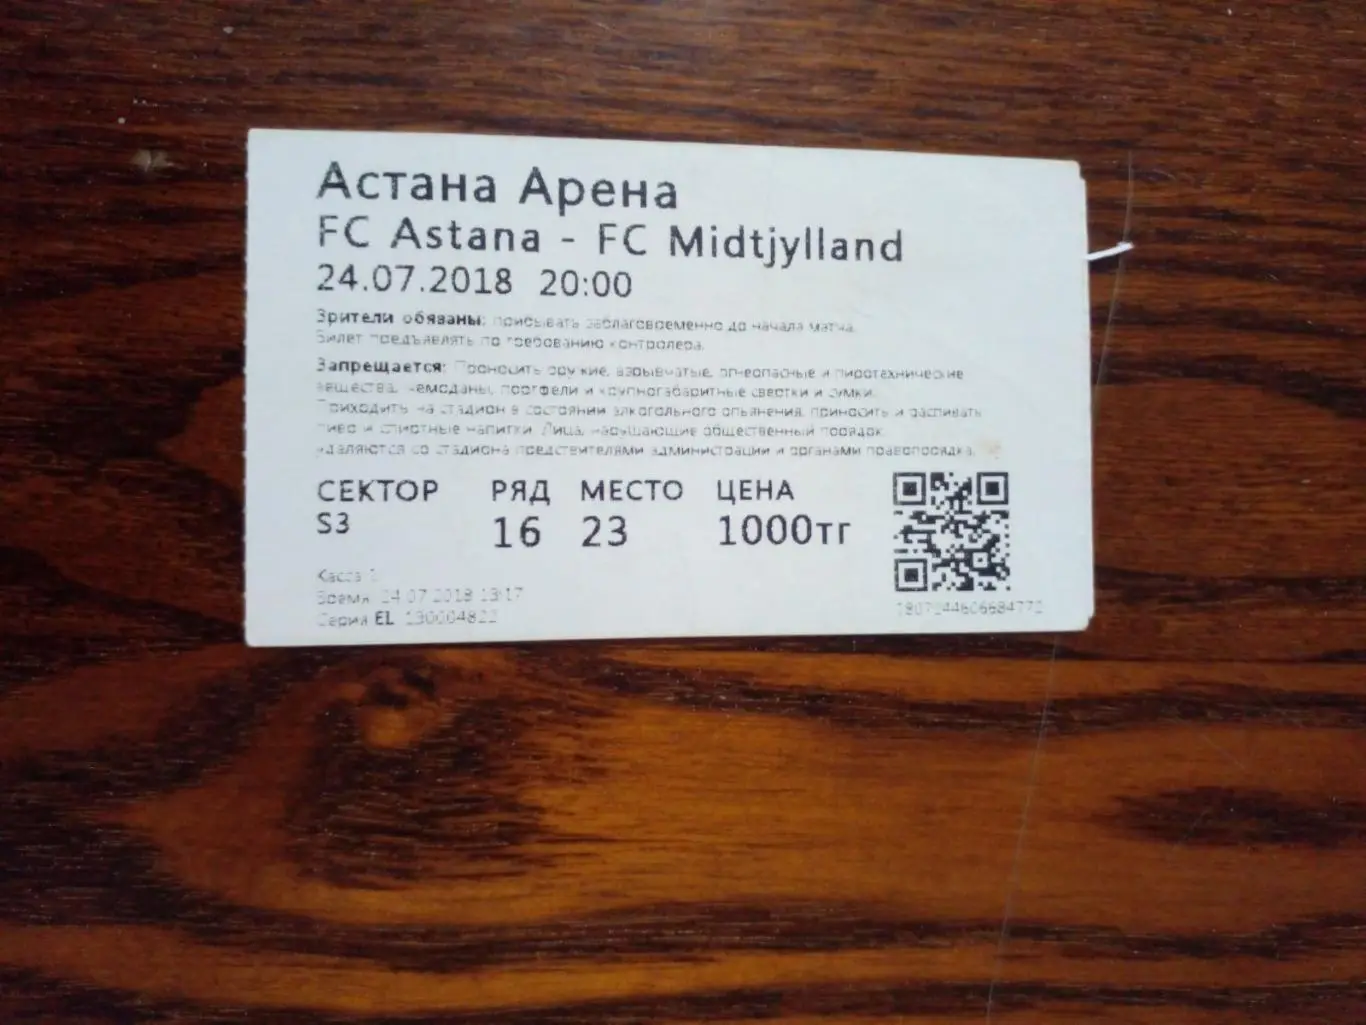 Астана Арена
FC Astana - FC Midtjylland
24.07.2018 20:00
Зрители обязаны: прибывать заблаговременно до начала матча.
Билет предъявлять по требованию контролера.
Запрещается: Проносить оружие, взрывчатые, огнеопасные и пиротехнические
вещества, чемоданы, портфели и крупногабаритные свертки и сумки.
Приходить на стадион в состоянии алкогольного опьянения, приносить и распивать
пиво и спиртные напитки. Лица, нарушающие общественный порядок
удаляются со стадиона представителями администрации и органами правопорядка.
СЕКТОР РЯД МЕСТО ЦЕНА
S3 16 23 1000тг
Касса
Время: 24.07.2018 13:17
Серия EL 130004822